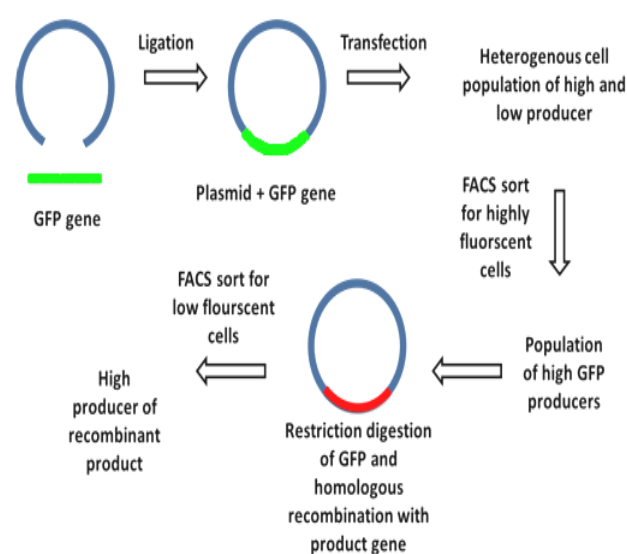 Ligation
Transfection
GFP gene
Plasmid + GFP gene
Heterogenous cell
population of high and
low producer
FACS sort
for highly
fluorscent
cells
Population
of high GFP
producers
Restriction digestion
of GFP and
homologous
recombination with
product gene
FACS sort for
low flourscent
cells
High
producer of
recombinant
product